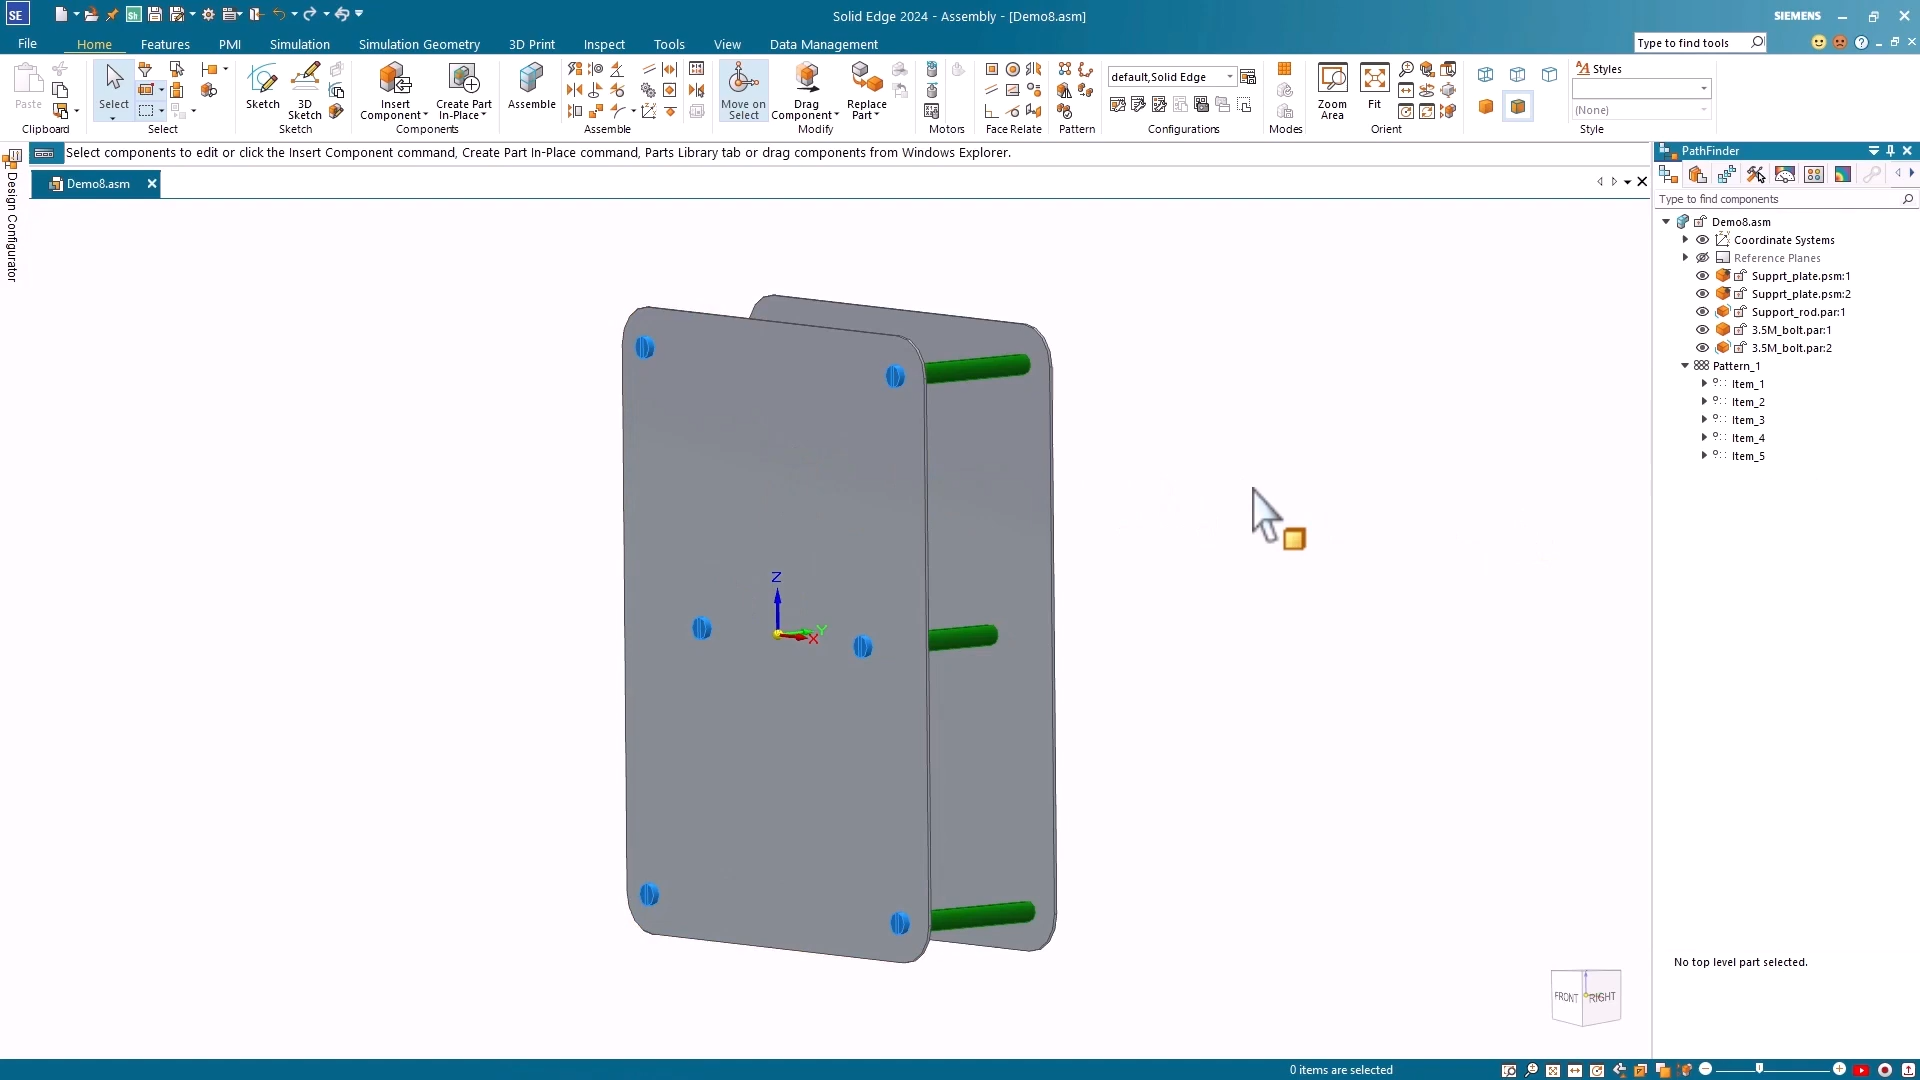 SE
Sh
Solid Edge 2024 - Assembly - [Demo8.asm]
SIEMENS
File
Home
Features
PMI
Simulation
Simulation Geometry
3D Print
Inspect
Tools
View
Data Management
Type to find tools
Paste
Clipboard
Select
Select
Sketch
3D
Sketch
Sketch
Insert
Component
Create Part
In-Place
Components
Assemble
Assemble
Move on
Select
Drag
Component
Replace
Part
Modify
Motors
Face Relate
Pattern
default,Solid Edge
Configurations
Modes
Zoom
Area
Fit
Orient
Styles
(None)
Style
Select components to edit or click the Insert Component command, Create Part In-Place command, Parts Library tab or drag components from Windows Explorer.
Design Configurator
Demo8.asm
PathFinder
Type to find components
Demo8.asm
Coordinate Systems
Reference Planes
Supprt_plate.psm:1
Supprt_plate.psm:2
Support_rod.par:1
3.5M_bolt.par:1
3.5M_bolt.par:2
Pattern_1
Item_1
Item_2
Item_3
Item_4
Item_5
Z
Y
X
No top level part selected.
FRONT
RIGHT
0 items are selected